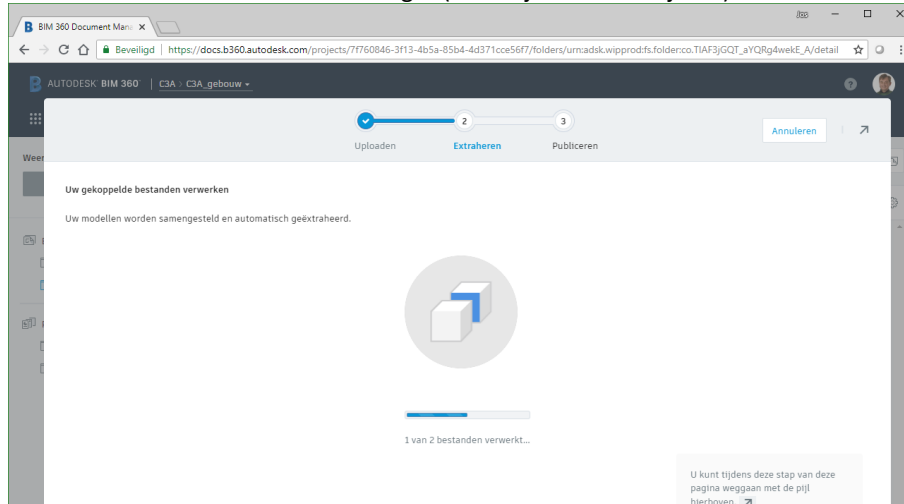 BIM 360 Document Mana
Beveiligd | https://docs.b360.autodesk.com/projects/7f760846-3f13-4b5a-85b4-4d371cce56f7/folders/urn:adsk.wipprod:fs.folder:co.TIAF3jGQT_aYQRg4wekE_A/detail
AUTODESK® BIM 360™ | C3A > C3A_gebouw
2 3
Uploaden Extraheren Publiceren
Annuleren
Weer
Uw gekoppelde bestanden verwerken
Uw modellen worden samengesteld en automatisch geëxtraheerd.
1 van 2 bestanden verwerkt...
U kunt tijdens deze stap van deze
pagina weggaan met de pijl
hierboven.